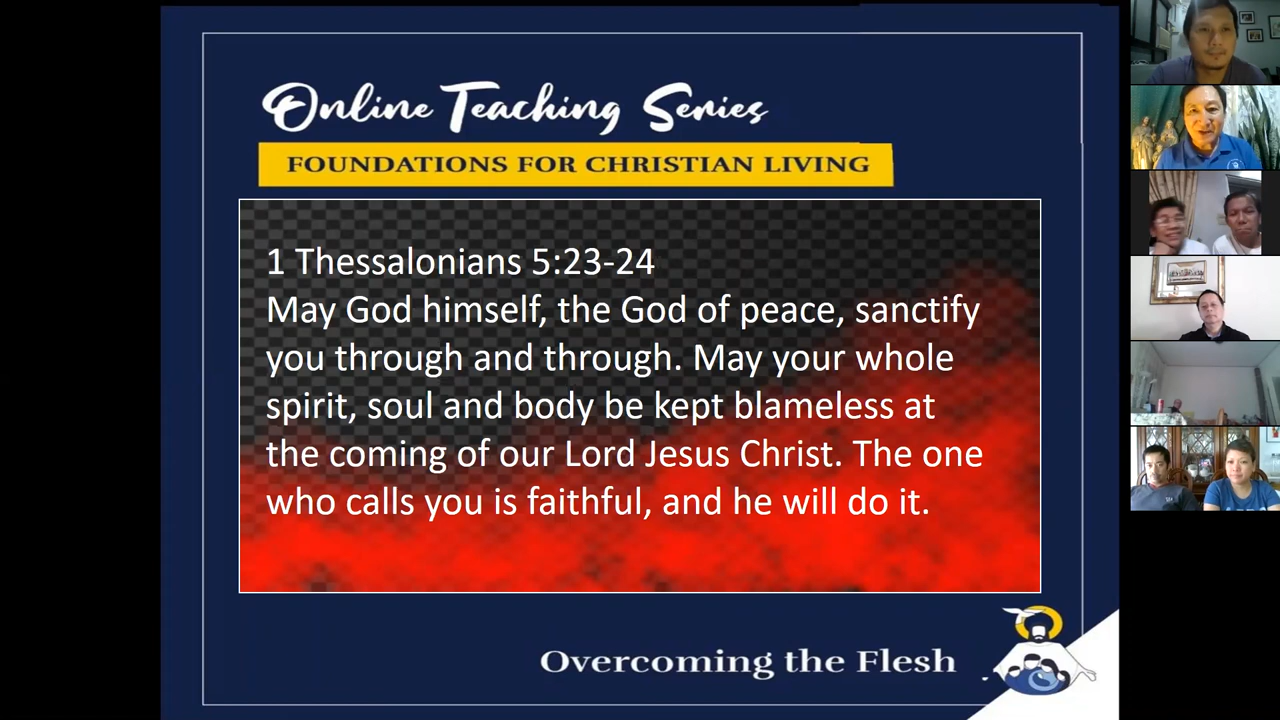 Online Teaching Series
FOUNDATIONS FOR CHRISTIAN LIVING
1 Thessalonians 5:23-24
May God himself, the God of peace, sanctify
you through and through. May your whole
spirit, soul and body be kept blameless at
the coming of our Lord Jesus Christ. The one
who calls you is faithful, and he will do it.
Overcoming the Flesh